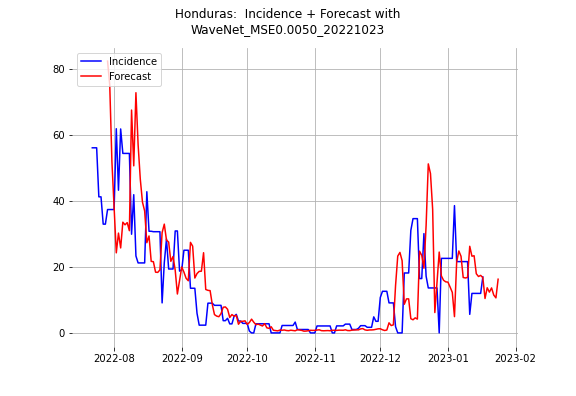 Honduras:  Incidence + Forecast with
WaveNet_MSE0.0050_20221023
Incidence
Forecast
80
60
40
20
0
2022-08 2022-09 2022-10 2022-11 2022-12 2023-01 2023-02